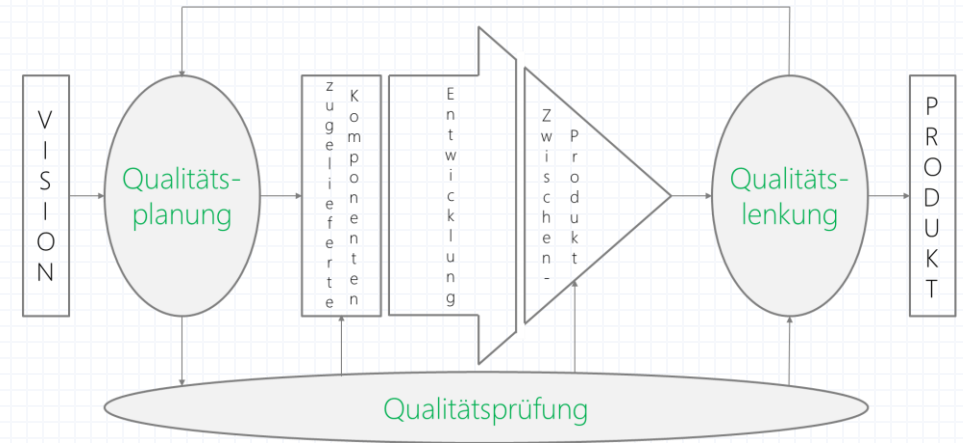 VISION
Qualitäts-
planung
zugelieferte
Komponenten
Entwicklung
Zwischen-
Produkt
Qualitäts-
lenkung
PRODUKT
Qualitätsprüfung